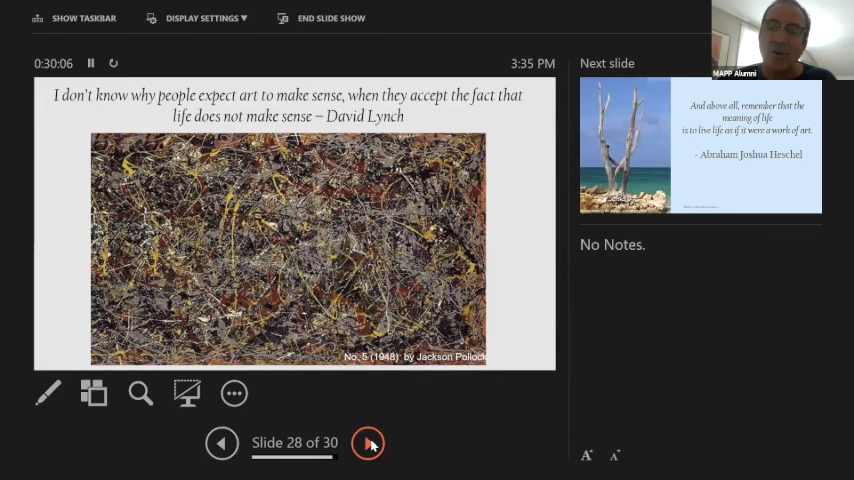 SHOW TASKBAR
DISPLAY SETTINGS ▼
END SLIDE SHOW
MAPP Alumni
0:30:06
3:35 PM
I don't know why people expect art to make sense, when they accept the fact that
life does not make sense – David Lynch
No. 5 (1948) by Jackson Pollock
Slide 28 of 30
Next slide
And above all, remember that the
meaning of life
is to live life as if it were a work of art.
- Abraham Joshua Heschel
No Notes.
A A